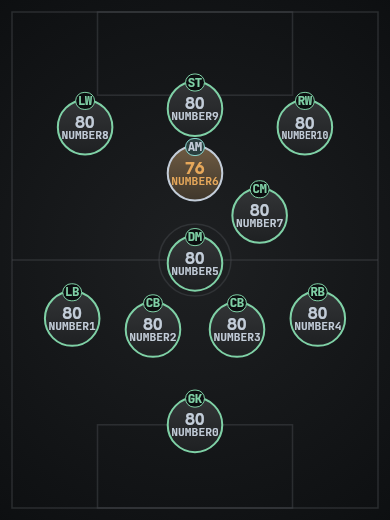 ST
80
NUMBER9
LW
80
NUMBER8
RW
80
NUMBER10
AM
76
NUMBER6
CM
80
NUMBER7
DM
80
NUMBER5
LB
80
NUMBER1
CB
80
NUMBER2
CB
80
NUMBER3
RB
80
NUMBER4
GK
80
NUMBER0